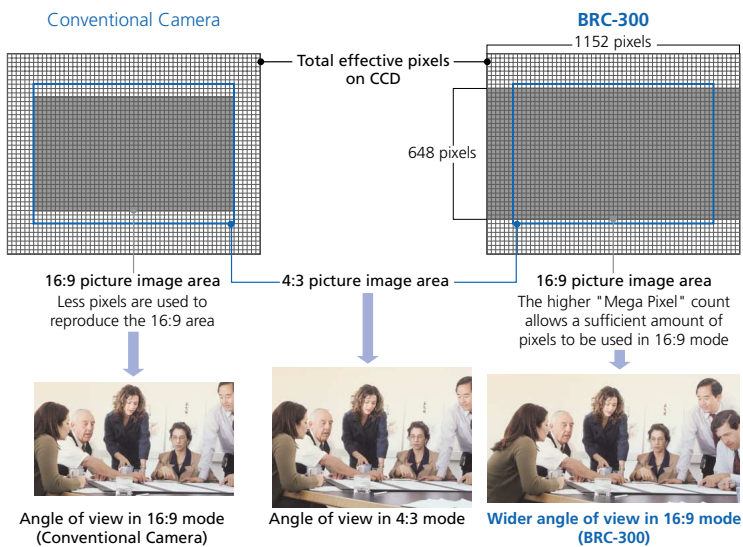 Conventional Camera
BRC-300
1152 pixels
Total effective pixels
on CCD
648 pixels
16:9 picture image area
Less pixels are used to
reproduce the 16:9 area
4:3 picture image area
16:9 picture image area
The higher "Mega Pixel" count
allows a sufficient amount of
pixels to be used in 16:9 mode
Angle of view in 16:9 mode
(Conventional Camera)
Angle of view in 4:3 mode
Wider angle of view in 16:9 mode
(BRC-300)